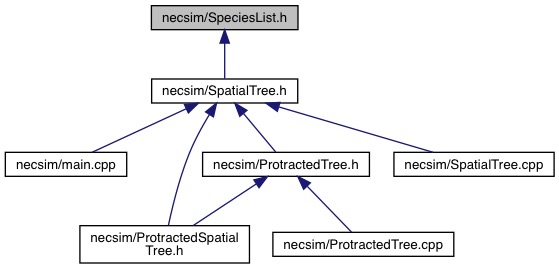 necsim/SpeciesList.h
necsim/SpatialTree.h
necsim/main.cpp
necsim/ProtractedTree.h
necsim/SpatialTree.cpp
necsim/ProtractedSpatial
Tree.h
necsim/ProtractedTree.cpp